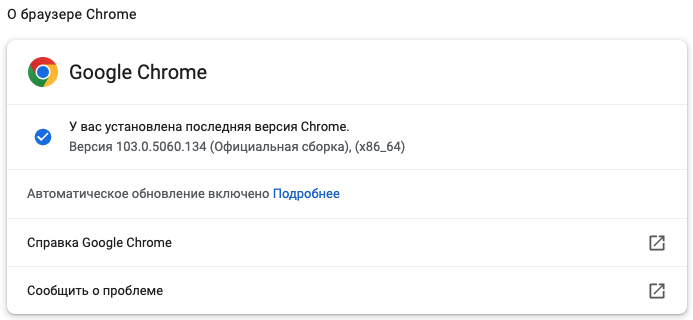 О браузере Chrome
Google Chrome
У вас установлена последняя версия Chrome.
Версия 103.0.5060.134 (Официальная сборка), (x86_64)
Автоматическое обновление включено Подробнее
Справка Google Chrome
Сообщить о проблеме